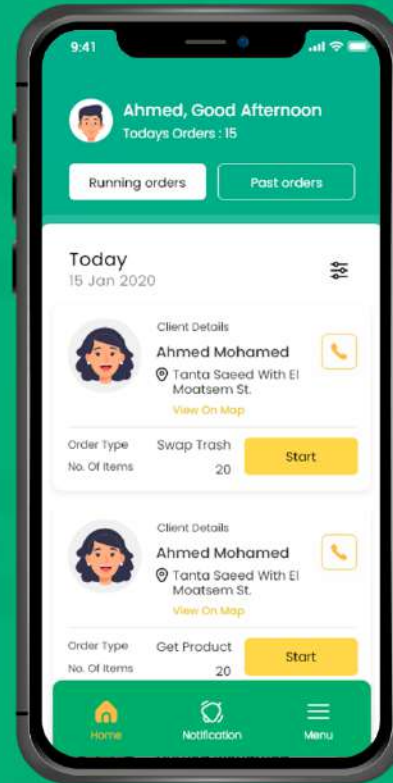 9:41
Ahmed, Good Afternoon
Todays Orders : 15
Running orders
Past orders
Today
15 Jan 2020
Client Details
Ahmed Mohamed
Tanta Saeed With El
Moatsem St.
View On Map
Order Type
Swap Trash
No. Of Items
20
Start
Client Details
Ahmed Mohamed
Tanta Saeed With El
Moatsem St.
View On Map
Order Type
Get Product
No. Of Items
20
Start
Home
Notification
Menu